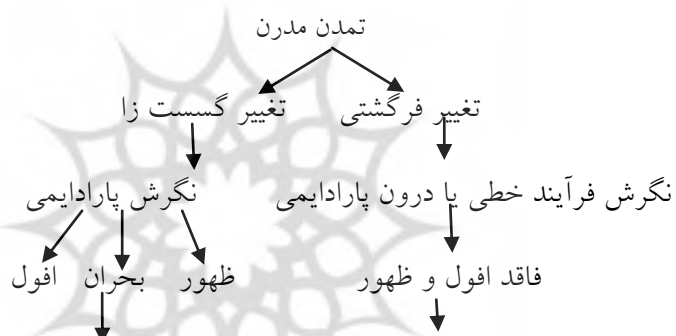 تمدن مدرن
تغییر فرگشتی تغییر گسست زا
نگرش فرآیند خطی یا درون پارادایمی نگرش پارادایمی
فاقد افول و ظهور ظهور بحران افول